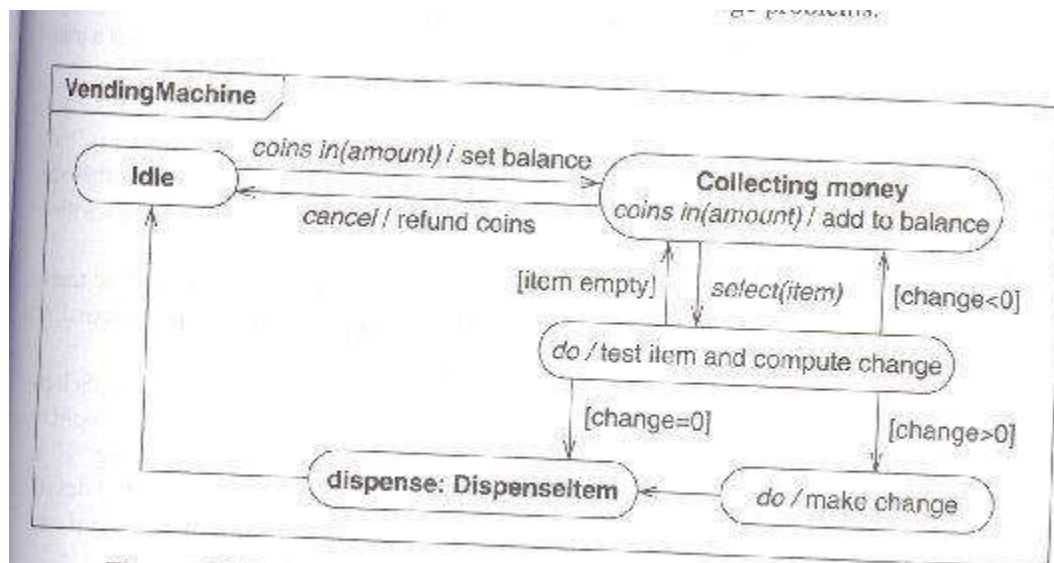 problems.
VendingMachine
Idle
coins in(amount) / set balance
cancel / refund coins
Collecting money
coins in(amount) / add to balance
[item empty]
select(item)
[change<0]
do / test item and compute change
[change=0]
[change>0]
dispense: DispenseItem
do / make change